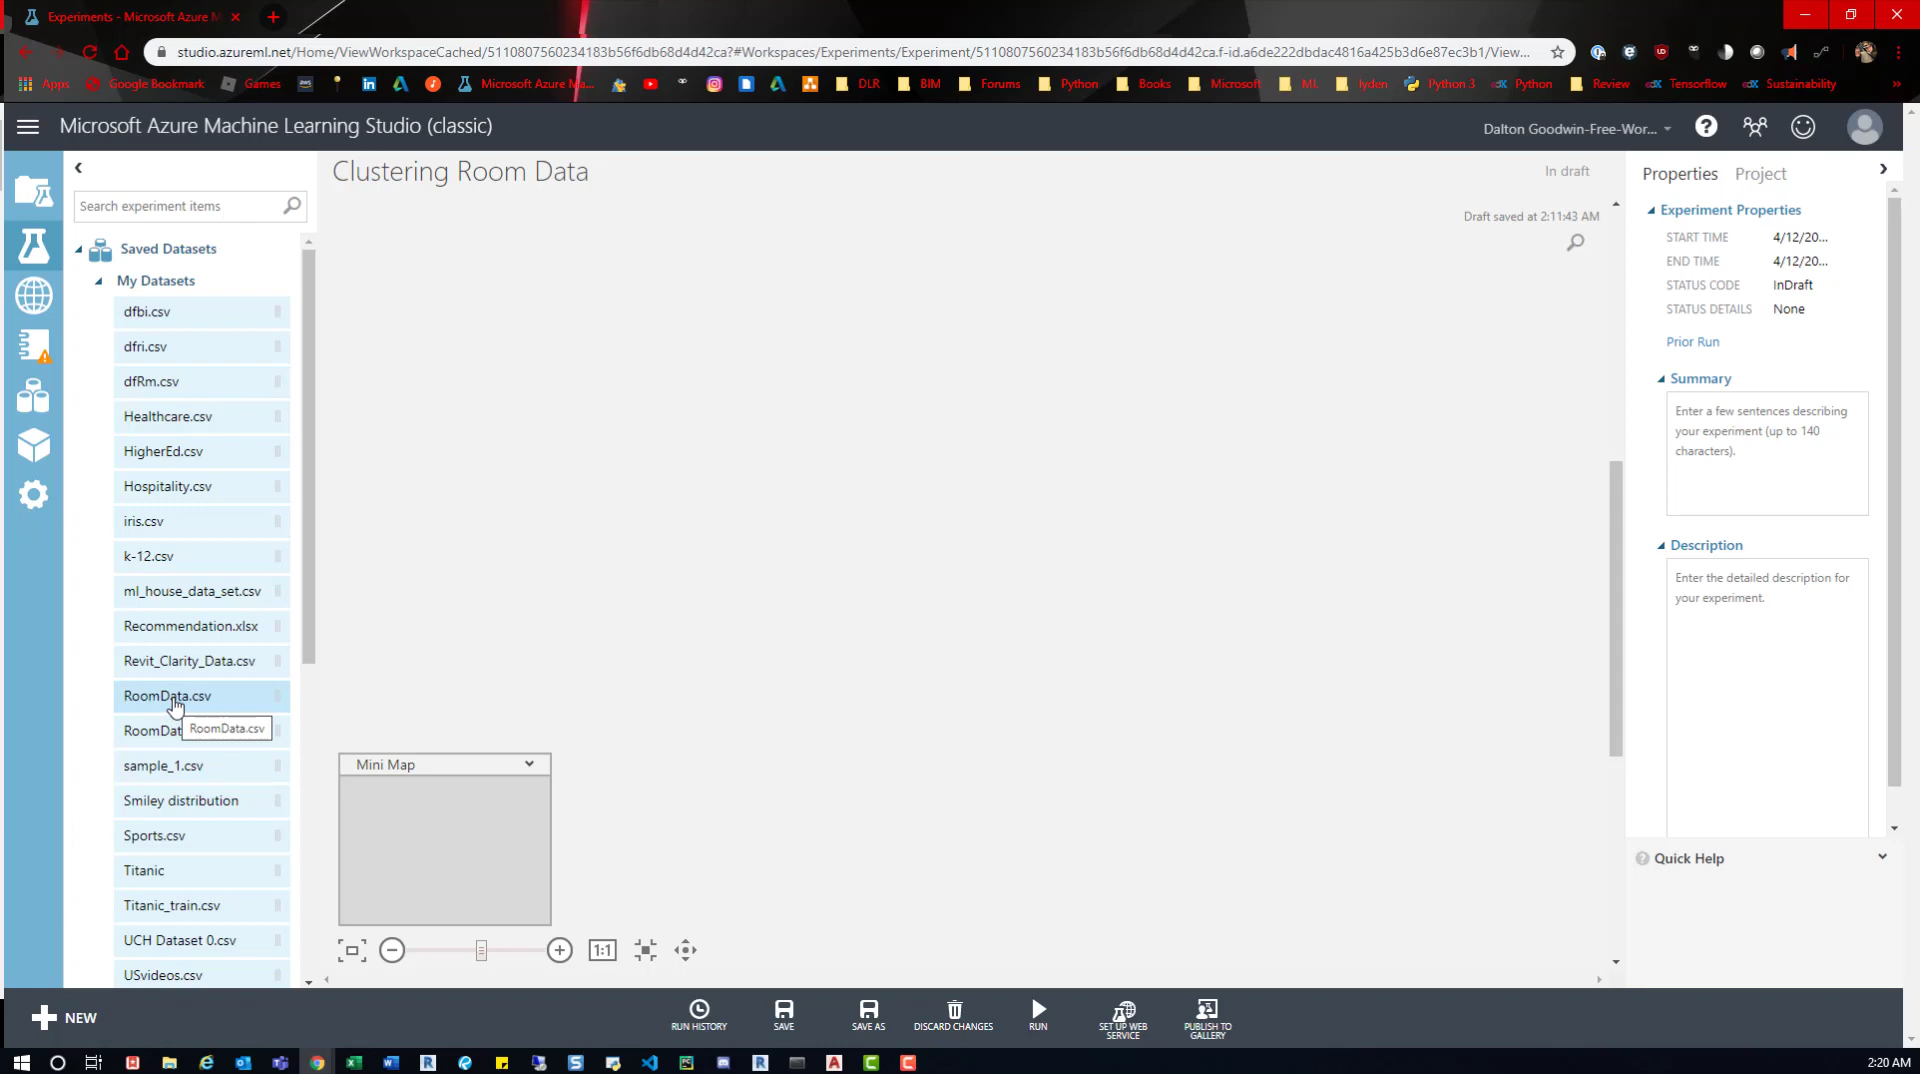 Experiments - Microsoft Azure M
studio.azureml.net/Home/ViewWorkspaceCached/5110807560234183b56f6db68d4d42ca?#Workspaces/Experiments/Experiment/5110807560234183b56f6db68d4d42ca.f-id.a6de222dbdac4816a425b3d6e87ec3b1/View...
Apps
Google Bookmark
Games
Microsoft Azure Ma...
DLR
BIM
Forums
Python
Books
Microsoft
ML
lyden
Python 3
Python
Review
Tensorflow
Sustainability
Microsoft Azure Machine Learning Studio (classic)
Dalton Goodwin-Free-Wor...
Search experiment items
Saved Datasets
My Datasets
dfbi.csv
dfri.csv
dfRm.csv
Healthcare.csv
HigherEd.csv
Hospitality.csv
iris.csv
k-12.csv
ml_house_data_set.csv
Recommendation.xlsx
Revit_Clarity_Data.csv
RoomData.csv
RoomDat
RoomData.csv
sample_1.csv
Smiley distribution
Sports.csv
Titanic
Titanic_train.csv
UCH Dataset 0.csv
USvideos.csv
Clustering Room Data
In draft
Draft saved at 2:11:43 AM
Mini Map
1:1
Properties
Project
Experiment Properties
START TIME 4/12/20...
END TIME 4/12/20...
STATUS CODE InDraft
STATUS DETAILS None
Prior Run
Summary
Enter a few sentences describing
your experiment (up to 140
characters).
Description
Enter the detailed description for
your experiment.
Quick Help
NEW
RUN HISTORY
SAVE
SAVE AS
DISCARD CHANGES
RUN
SET UP WEB
SERVICE
PUBLISH TO
GALLERY
2:20 AM